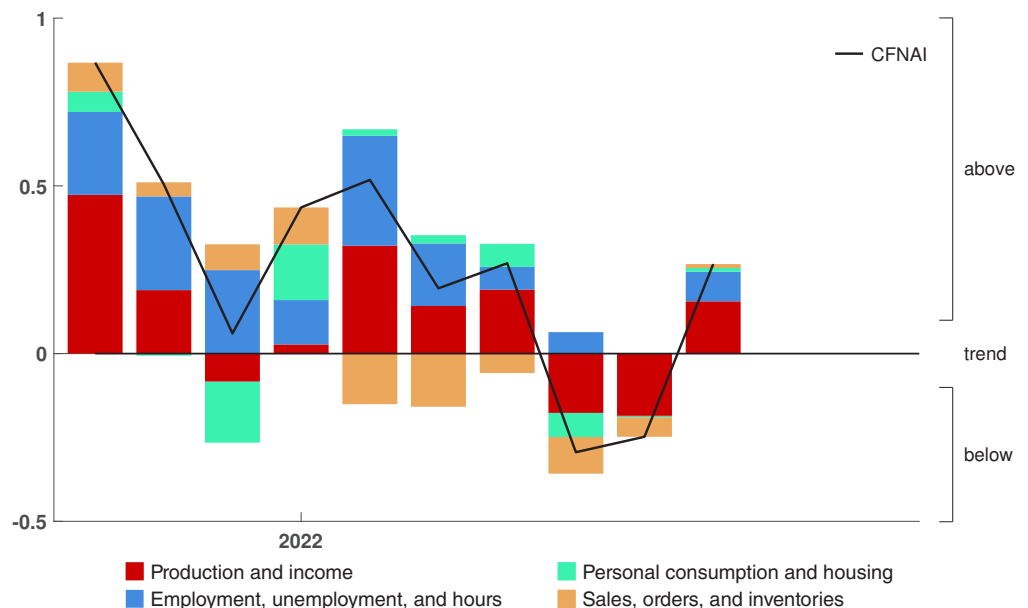 1
CFNAI
above
0.5
0
trend
below
-0.5
2022
Production and income
Personal consumption and housing
Employment, unemployment, and hours
Sales, orders, and inventories